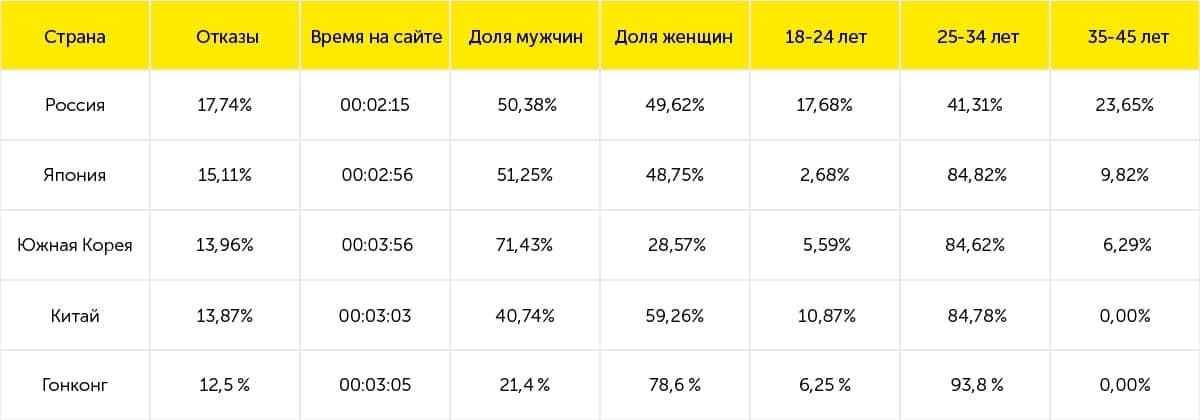 Страна Отказы Время на сайте Доля мужчин Доля женщин 18-24 лет 25-34 лет 35-45 лет
Россия 17,74% 00:02:15 50,38% 49,62% 17,68% 41,31% 23,65%
Япония 15,11% 00:02:56 51,25% 48,75% 2,68% 84,82% 9,82%
Южная Корея 13,96% 00:03:56 71,43% 28,57% 5,59% 84,62% 6,29%
Китай 13,87% 00:03:03 40,74% 59,26% 10,87% 84,78% 0,00%
Гонконг 12,5 % 00:03:05 21,4 % 78,6 % 6,25 % 93,8 % 0,00%